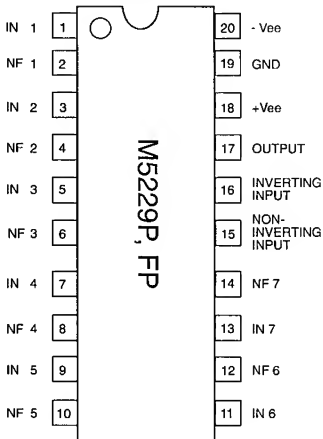 IN 1 1 20 - Vee
NF 1 2 19 GND
IN 2 3 18 +Vee
NF 2 4 17 OUTPUT
IN 3 5 16 INVERTING
INPUT
NF 3 6 15 NON-
INVERTING
INPUT
IN 4 7 14 NF 7
NF 4 8 13 IN 7
IN 5 9 12 NF 6
NF 5 10 11 IN 6
M5229P, FP